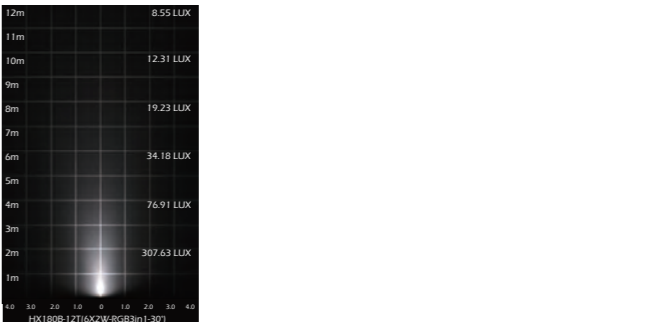 12m 8.55 LUX
11m
10m 12.31 LUX
9m
8m 19.23 LUX
7m
6m 34.18 LUX
5m
4m 76.91 LUX
3m
2m 307.63 LUX
1m
4.0 3.0 2.0 1.0 0 1.0 2.0 3.0 4.0
HX180B-12T(6X2W-RGB3in1-30°)